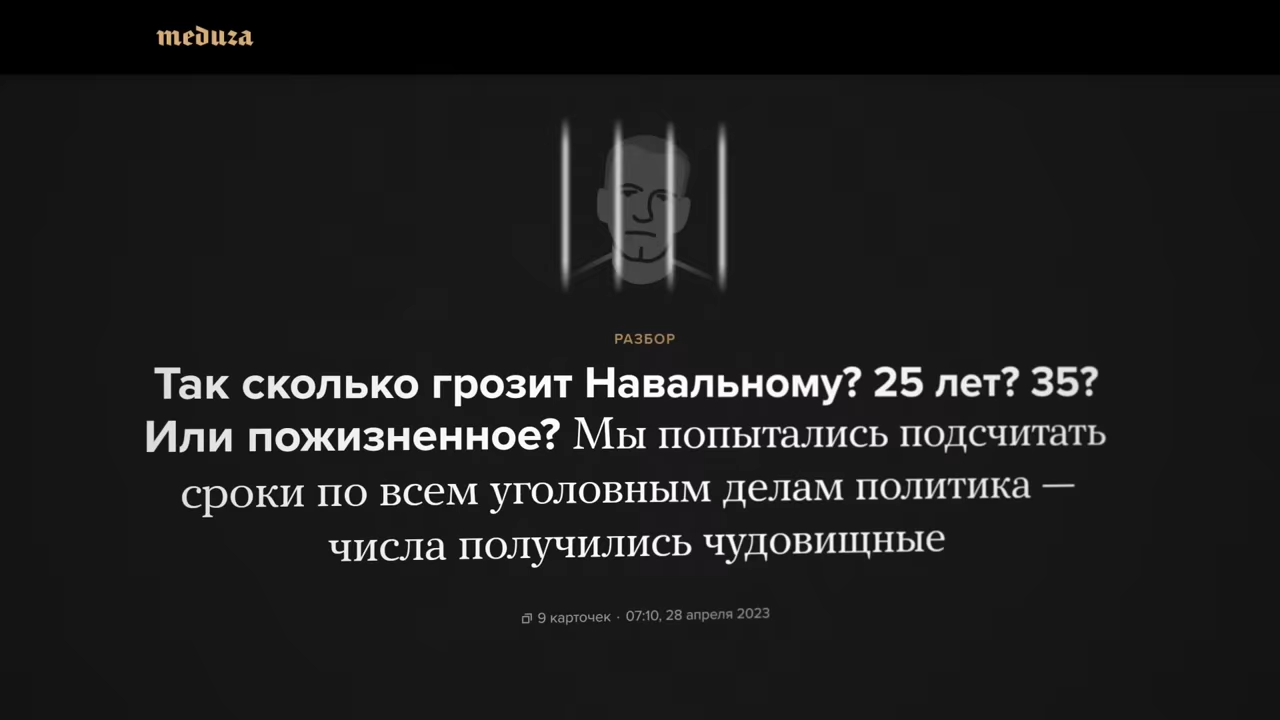 meduza
РАЗБОР
Так сколько грозит Навальному? 25 лет? 35?
Или пожизненное? Мы попытались подсчитать
сроки по всем уголовным делам политика —
числа получились чудовищные
9 карточек · 07:10, 28 апреля 2023